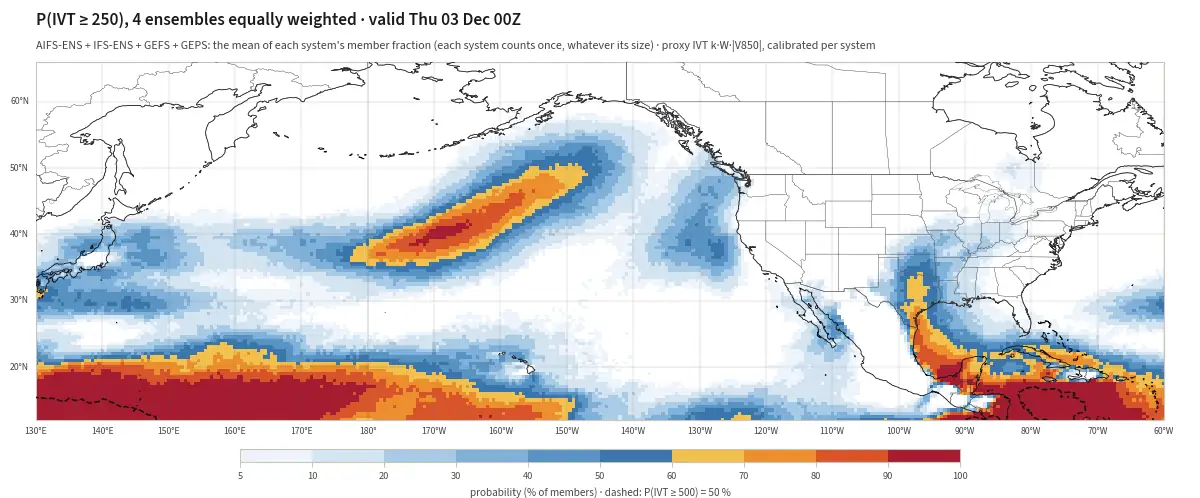 P(IVT ≥ 250), 4 ensembles equally weighted · valid Thu 03 Dec 00Z
AIFS-ENS + IFS-ENS + GEFS + GEPS: the mean of each system's member fraction (each system counts once, whatever its size) · proxy IVT k·W·|V850|, calibrated per system
60°N
50°N
40°N
30°N
20°N
130°E 140°E 150°E 160°E 170°E 180° 170°W 160°W 150°W 140°W 130°W 120°W 110°W 100°W 90°W 80°W 70°W 60°W
5 10 20 30 40 50 60 70 80 90 100
probability (% of members) · dashed: P(IVT ≥ 500) = 50 %